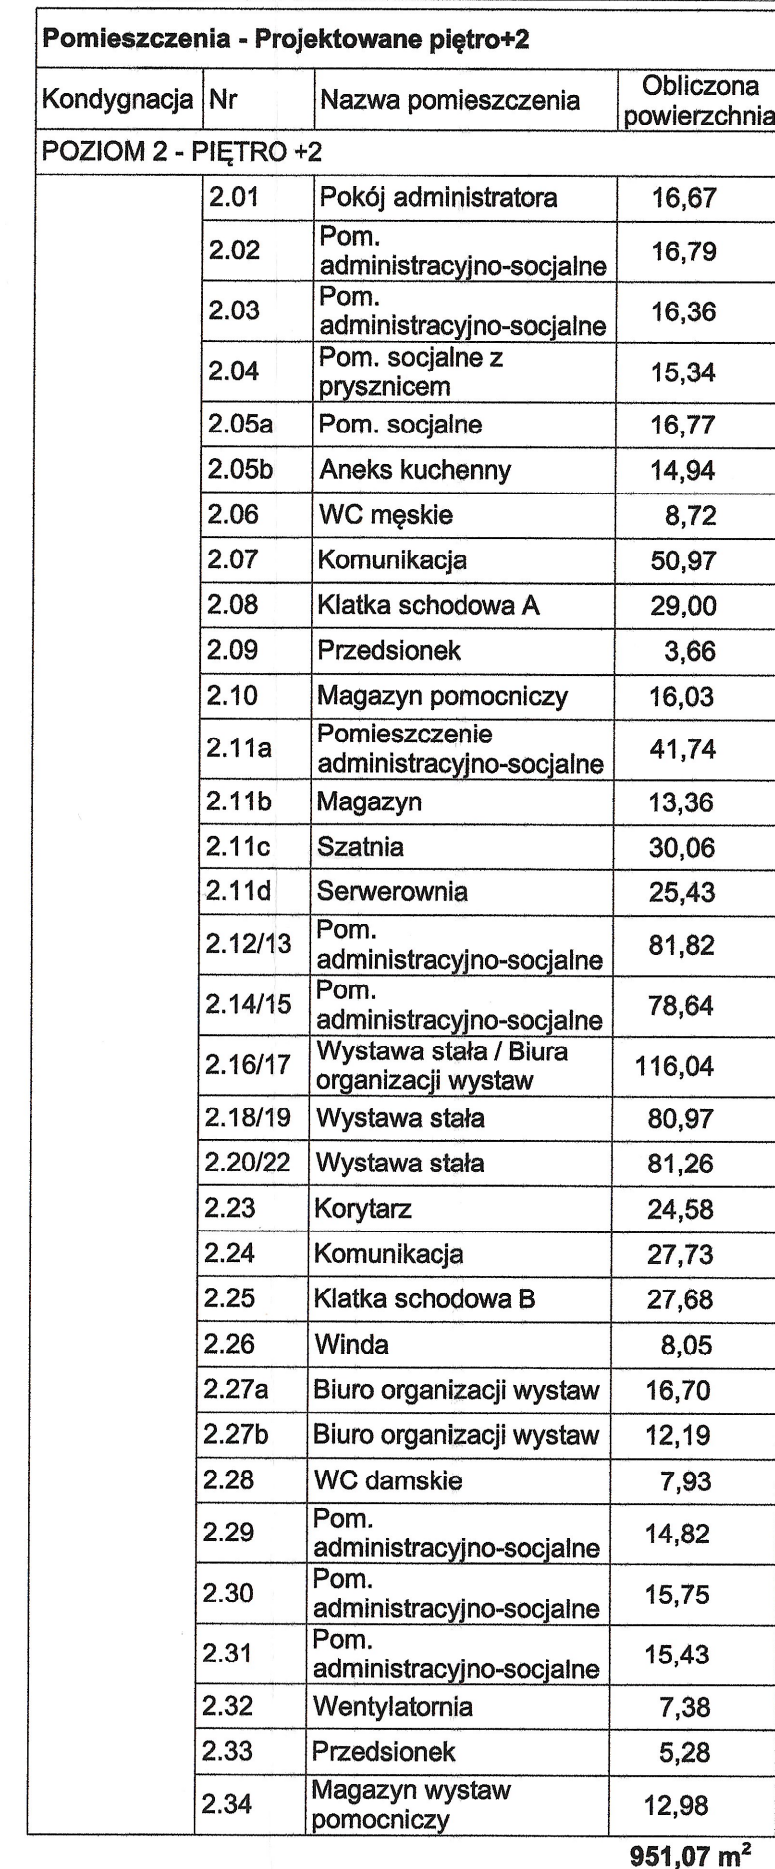 Pomieszczenia - Projektowane piętro+2
Kondygnacja Nr Nazwa pomieszczenia Obliczona
powierzchnia
POZIOM 2 - PIĘTRO +2
2.01 Pokój administratora 16,67
2.02 Pom.
administracyjno-socjalne 16,79
2.03 Pom.
administracyjno-socjalne 16,36
2.04 Pom. socjalne z
prysznicem 15,34
2.05a Pom. socjalne 16,77
2.05b Aneks kuchenny 14,94
2.06 WC męskie 8,72
2.07 Komunikacja 50,97
2.08 Klatka schodowa A 29,00
2.09 Przedsionek 3,66
2.10 Magazyn pomocniczy 16,03
2.11a Pomieszczenie
administracyjno-socjalne 41,74
2.11b Magazyn 13,36
2.11c Szatnia 30,06
2.11d Serwerownia 25,43
2.12/13 Pom.
administracyjno-socjalne 81,82
2.14/15 Pom.
administracyjno-socjalne 78,64
2.16/17 Wystawa stała / Biura
organizacji wystaw 116,04
2.18/19 Wystawa stała 80,97
2.20/22 Wystawa stała 81,26
2.23 Korytarz 24,58
2.24 Komunikacja 27,73
2.25 Klatka schodowa B 27,68
2.26 Winda 8,05
2.27a Biuro organizacji wystaw 16,70
2.27b Biuro organizacji wystaw 12,19
2.28 WC damskie 7,93
2.29 Pom.
administracyjno-socjalne 14,82
2.30 Pom.
administracyjno-socjalne 15,75
2.31 Pom.
administracyjno-socjalne 15,43
2.32 Wentylatornia 7,38
2.33 Przedsionek 5,28
2.34 Magazyn wystaw
pomocniczy 12,98
951,07 m²